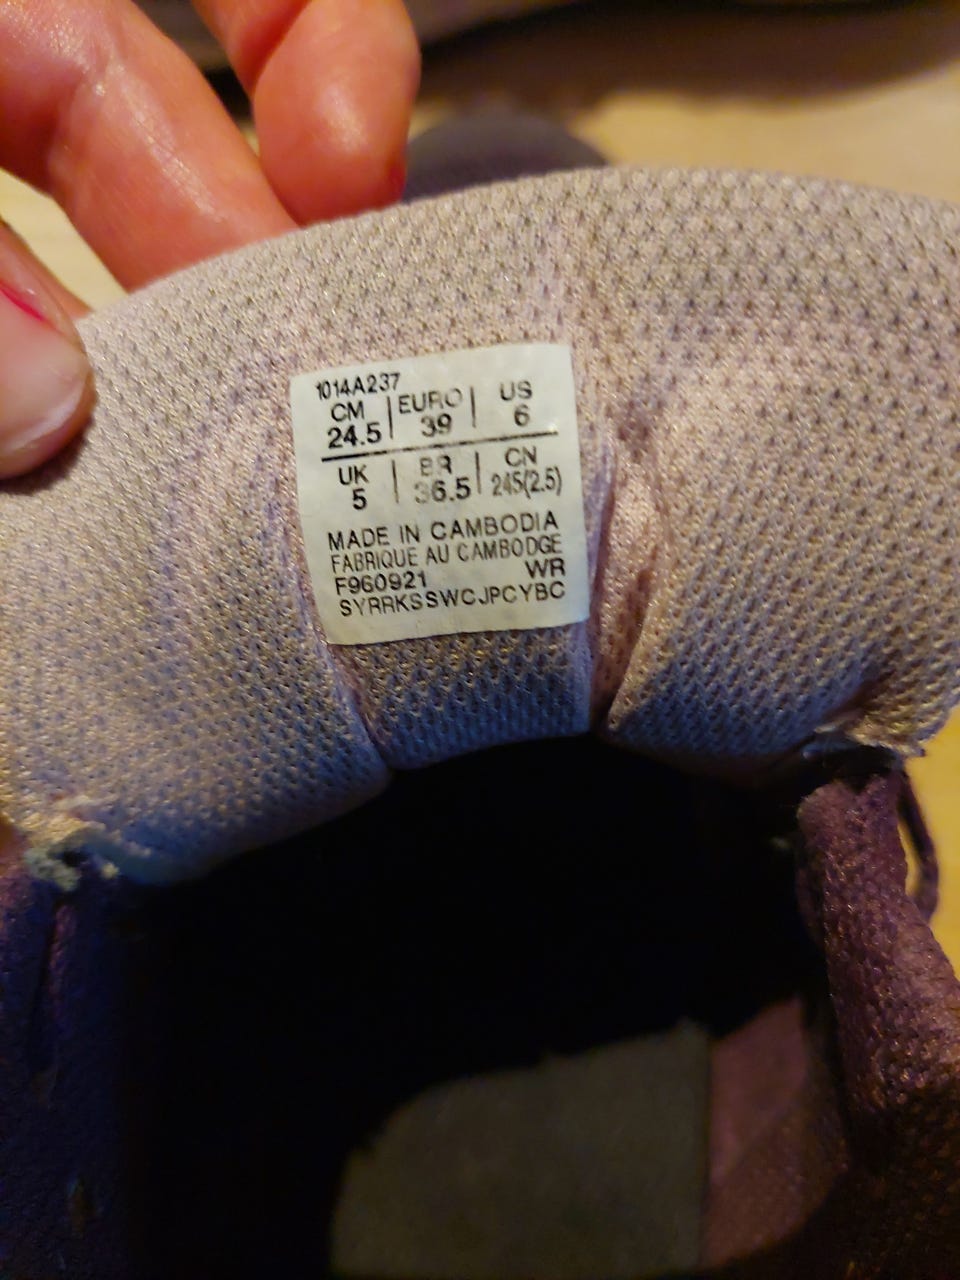 1014A237
CM EURO US
24.5 39 6
UK BR CN
5 36.5 245(2.5)
MADE IN CAMBODIA
FABRIQUE AU CAMBODGE
F960921 WR
SYRRKSSWCJPCYBC